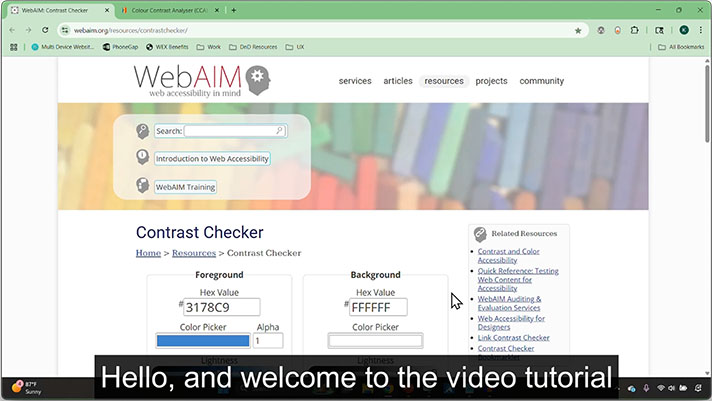 WebAIM: Contrast Checker
Colour Contrast Analyser (CCA)
webaim.org/resources/contrastchecker/
Multi Device Websit...
PhoneGap
WEX Benefits
Work
DnD Resources
UX
All Bookmarks
WebAIM
web accessibility in mind
services articles resources projects community
Search:
Introduction to Web Accessibility
WebAIM Training
Contrast Checker
Home > Resources > Contrast Checker
Foreground
Hex Value
#3178C9
Color Picker Alpha
1
Lightness
Background
Hex Value
#FFFFFF
Color Picker
Lightness
Related Resources
Contrast and Color
Accessibility
Quick Reference: Testing
Web Content for
Accessibility
WebAIM Auditing &
Evaluation Services
Web Accessibility for
Designers
Link Contrast Checker
Contrast Checker
Hello, and welcome to the video tutorial
87°F
Sunny